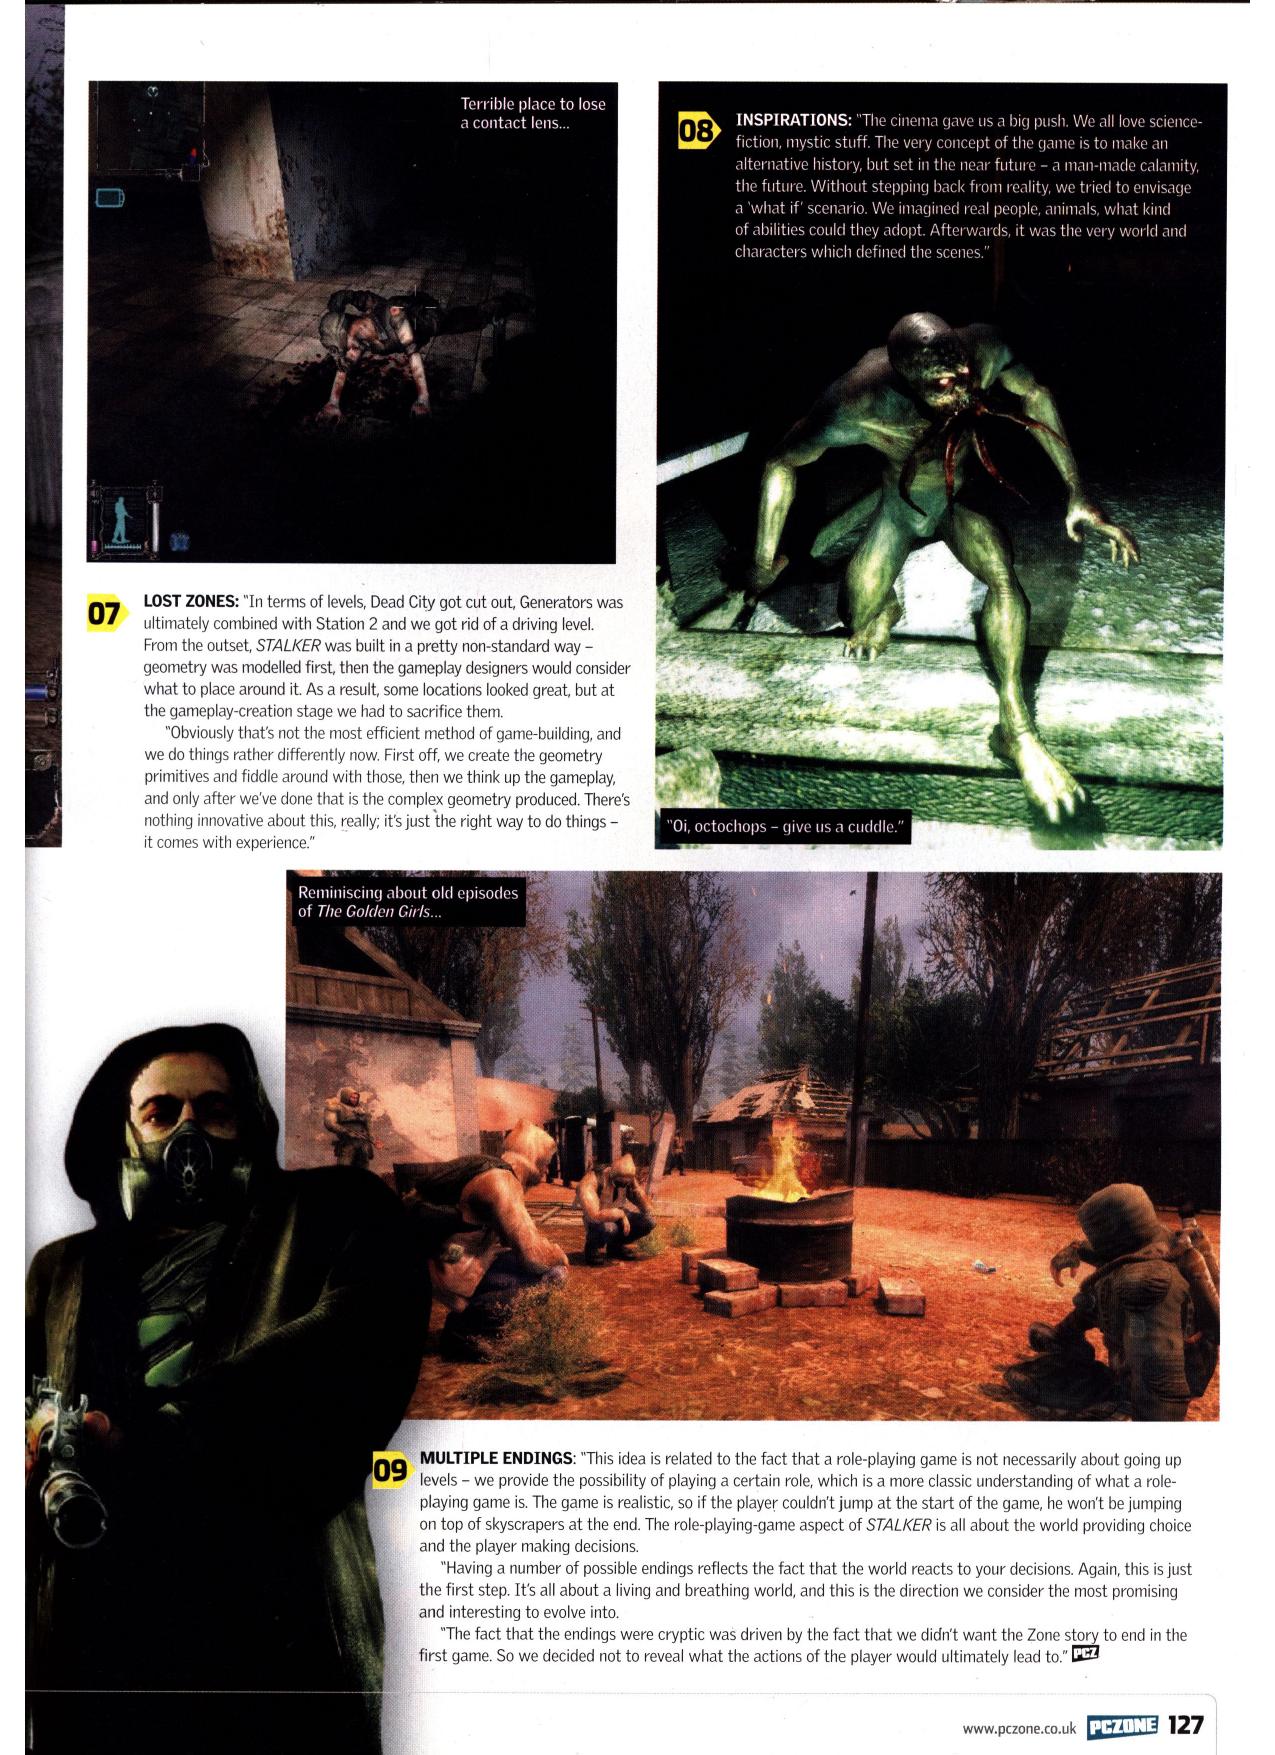 Terrible place to lose
a contact lens...
07
LOST ZONES: “In terms of levels, Dead City got cut out, Generators was
ultimately combined with Station 2 and we got rid of a driving level.
From the outset, STALKER was built in a pretty non-standard way –
geometry was modelled first, then the gameplay designers would consider
what to place around it. As a result, some locations looked great, but at
the gameplay-creation stage we had to sacrifice them.
“Obviously that’s not the most efficient method of game-building, and
we do things rather differently now. First off, we create the geometry
primitives and fiddle around with those, then we think up the gameplay,
and only after we’ve done that is the complex geometry produced. There’s
nothing innovative about this, really; it’s just the right way to do things –
it comes with experience.”
08
INSPIRATIONS: “The cinema gave us a big push. We all love science-
fiction, mystic stuff. The very concept of the game is to make an
alternative history, but set in the near future – a man-made calamity,
the future. Without stepping back from reality, we tried to envisage
a ‘what if’ scenario. We imagined real people, animals, what kind
of abilities could they adopt. Afterwards, it was the very world and
characters which defined the scenes.”
“Oi, octochops – give us a cuddle.”
Reminiscing about old episodes
of The Golden Girls...
09
MULTIPLE ENDINGS: “This idea is related to the fact that a role-playing game is not necessarily about going up
levels – we provide the possibility of playing a certain role, which is a more classic understanding of what a role-
playing game is. The game is realistic, so if the player couldn’t jump at the start of the game, he won’t be jumping
on top of skyscrapers at the end. The role-playing-game aspect of STALKER is all about the world providing choice
and the player making decisions.
“Having a number of possible endings reflects the fact that the world reacts to your decisions. Again, this is just
the first step. It’s all about a living and breathing world, and this is the direction we consider the most promising
and interesting to evolve into.
“The fact that the endings were cryptic was driven by the fact that we didn’t want the Zone story to end in the
first game. So we decided not to reveal what the actions of the player would ultimately lead to.” PCZ
www.pczone.co.uk PCZONE 127